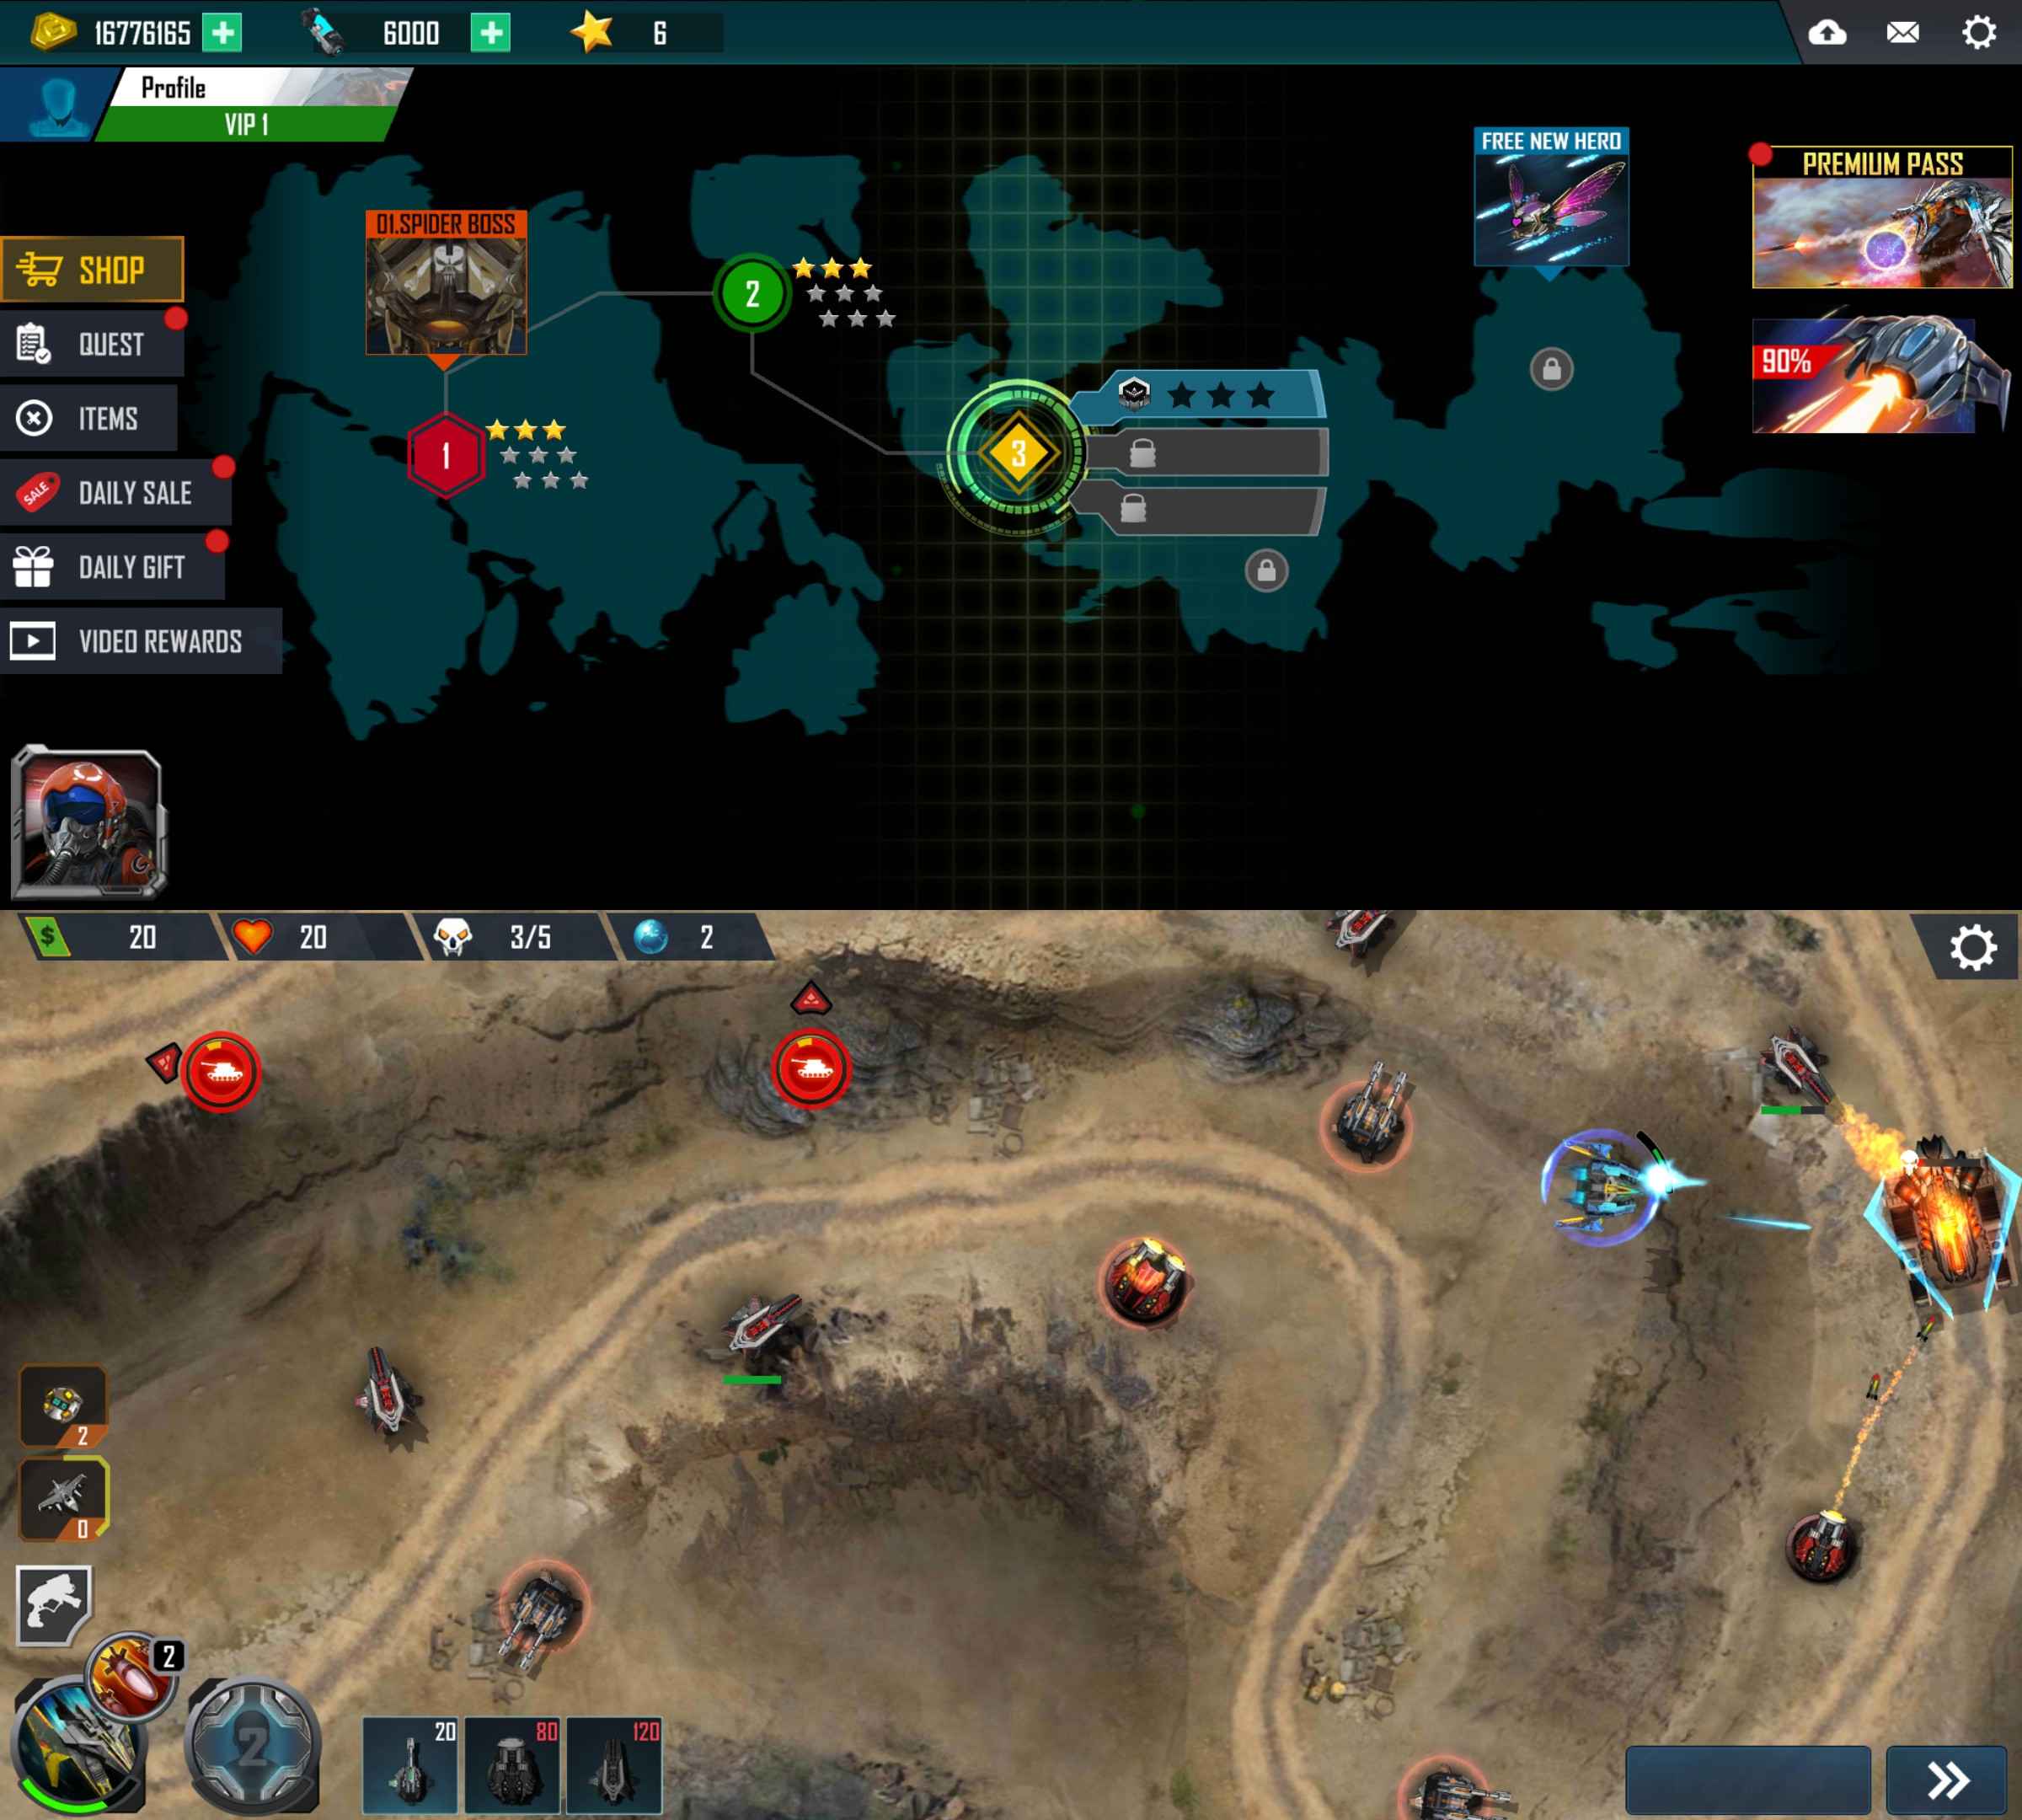 16776165
6000
6
Profile
VIP 1
FREE NEW HERO
PREMIUM PASS
01.SPIDER BOSS
SHOP
2
QUEST
90%
ITEMS
1
3
SALE
DAILY SALE
DAILY GIFT
VIDEO REWARDS
$ 20
20
3/5
2
2
0
2
2
20
80
120